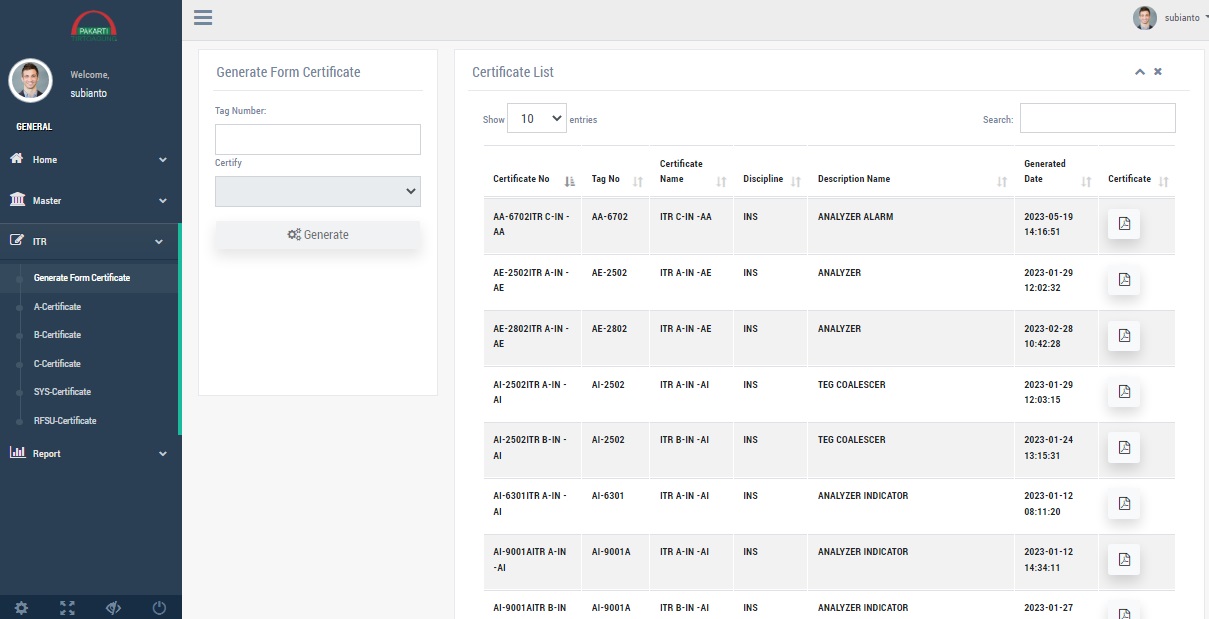 PAKARTI
subianto
Welcome,
subianto
GENERAL
Home
Master
ITR
Generate Form Certificate
A-Certificate
B-Certificate
C-Certificate
SYS-Certificate
RFSU-Certificate
Report
Generate Form Certificate
Tag Number:
Certify
Generate
Certificate List
Show 10 entries
Search:
Certificate No Tag No Certificate Name Discipline Description Name Generated Date Certificate
AA-6702ITR C-IN - AA-6702 ITR C-IN -AA INS ANALYZER ALARM 2023-05-19
AA 14:16:51
AE-2502ITR A-IN - AE-2502 ITR A-IN -AE INS ANALYZER 2023-01-29
AE 12:02:32
AE-2802ITR A-IN - AE-2802 ITR A-IN -AE INS ANALYZER 2023-02-28
AE 10:42:28
AI-2502ITR A-IN - AI-2502 ITR A-IN -AI INS TEG COALESCER 2023-01-29
AI 12:03:15
AI-2502ITR B-IN - AI-2502 ITR B-IN -AI INS TEG COALESCER 2023-01-24
AI 13:15:31
AI-6301ITR A-IN - AI-6301 ITR A-IN -AI INS ANALYZER INDICATOR 2023-01-12
AI 08:11:20
AI-9001AITR A-IN AI-9001A ITR A-IN -AI INS ANALYZER INDICATOR 2023-01-12
-AI 14:34:11
AI-9001AITR B-IN AI-9001A ITR B-IN -AI INS ANALYZER INDICATOR 2023-01-27